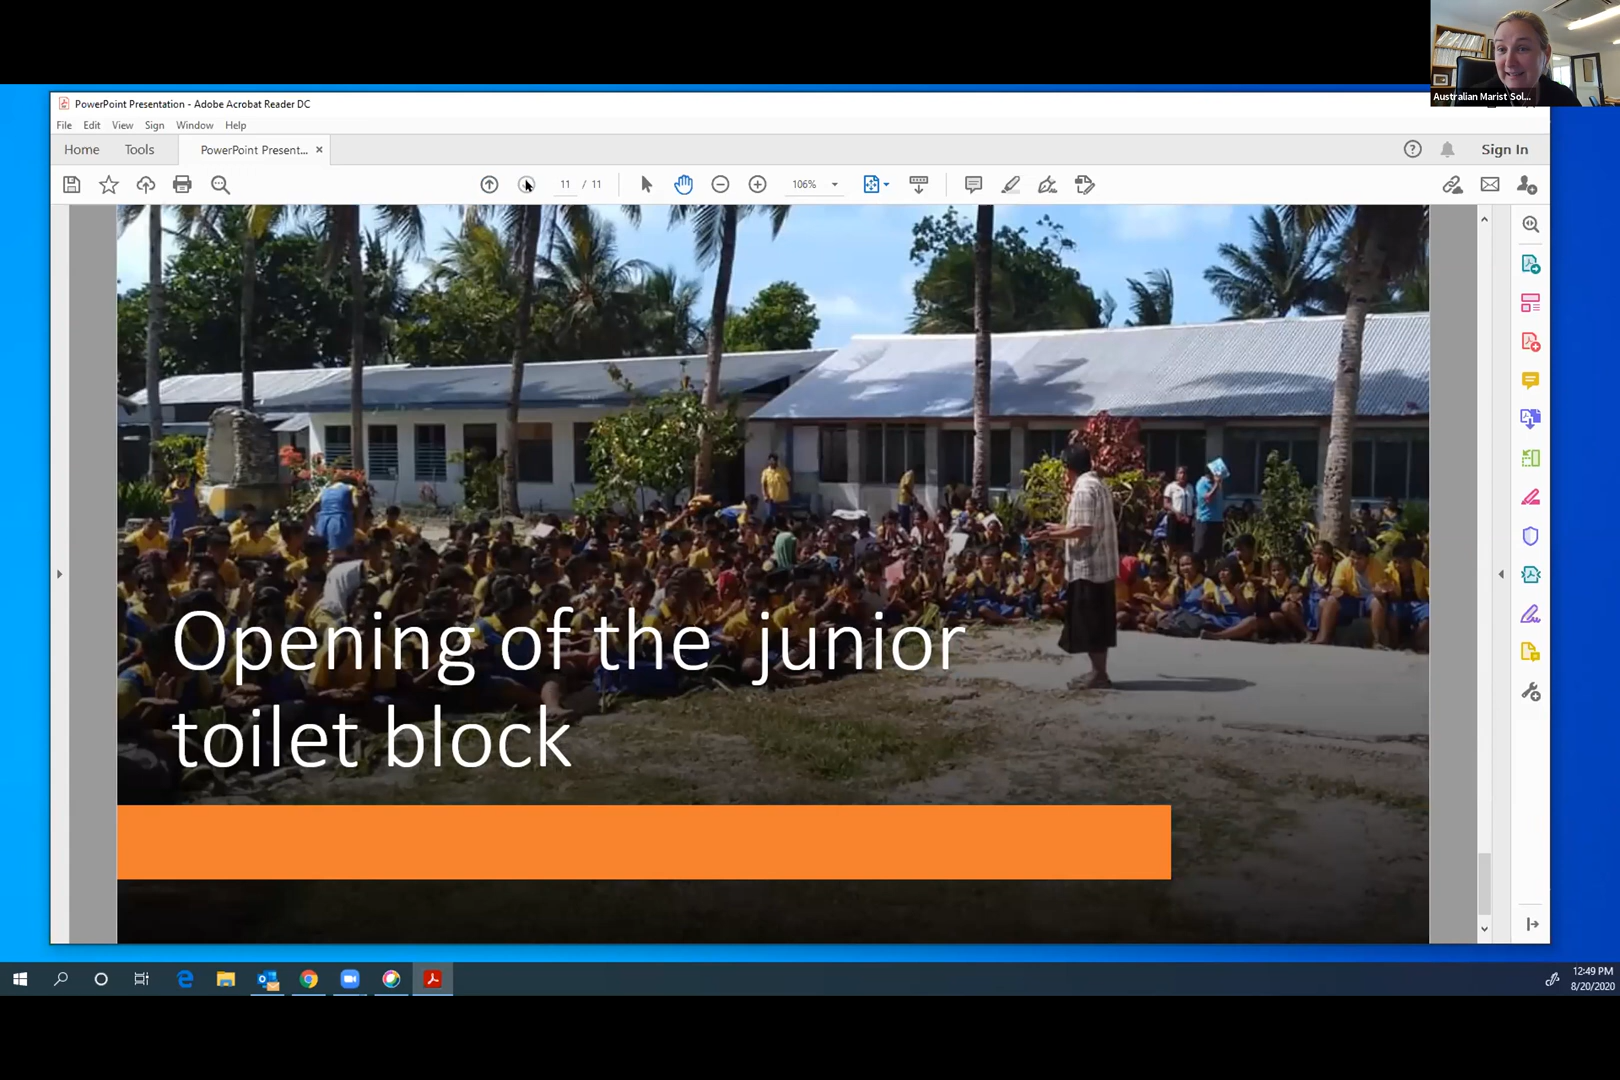 Australian Marist Sol...
PowerPoint Presentation - Adobe Acrobat Reader DC
File Edit View Sign Window Help
Home Tools PowerPoint Present... × Sign In
11 / 11 106%
Opening of the  junior
toilet block
12:49 PM
8/20/2020